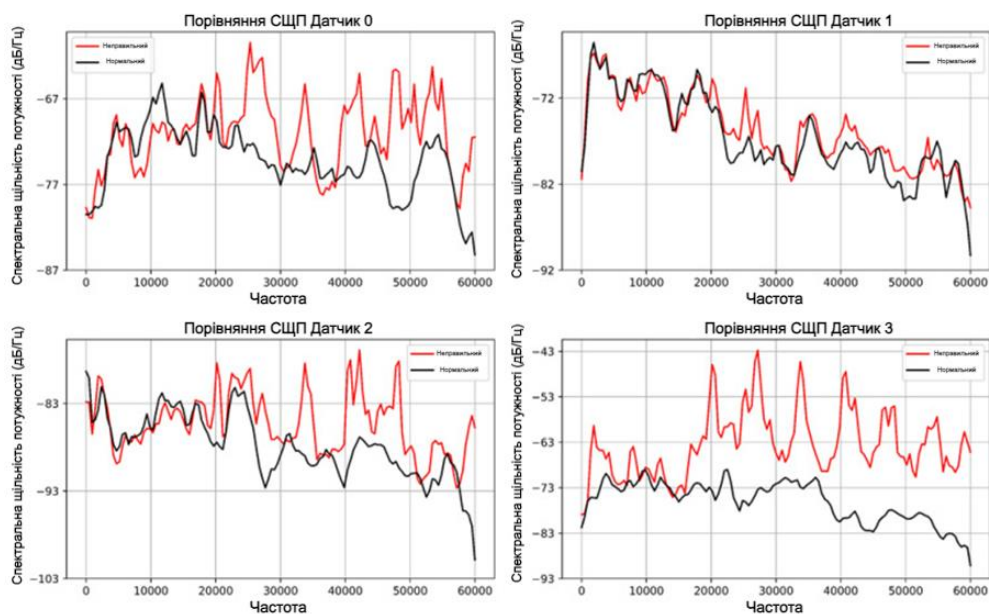 Порівняння СЩП Датчик 0
Спектральна щільність потужності (дБ/Гц)
Неправильний
Нормальний
−67
−77
−87
0 10000 20000 30000 40000 50000 60000
Частота
Порівняння СЩП Датчик 1
Спектральна щільність потужності (дБ/Гц)
Неправильний
Нормальний
−72
−82
−92
0 10000 20000 30000 40000 50000 60000
Частота
Порівняння СЩП Датчик 2
Спектральна щільність потужності (дБ/Гц)
Неправильний
Нормальний
−83
−93
−103
0 10000 20000 30000 40000 50000 60000
Частота
Порівняння СЩП Датчик 3
Спектральна щільність потужності (дБ/Гц)
Неправильний
Нормальний
−43
−53
−63
−73
−83
−93
0 10000 20000 30000 40000 50000 60000
Частота